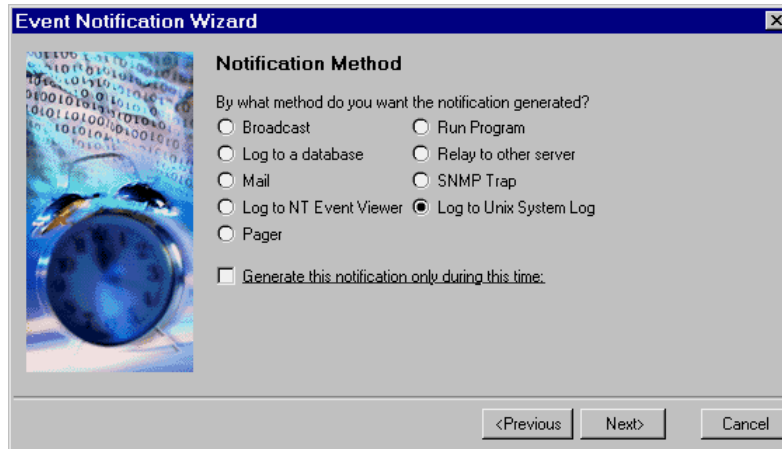 Event Notification Wizard
Notification Method
By what method do you want the notification generated?
Broadcast
Run Program
Log to a database
Relay to other server
Mail
SNMP Trap
Log to NT Event Viewer
Log to Unix System Log
Pager
Generate this notification only during this time:
<Previous
Next>
Cancel